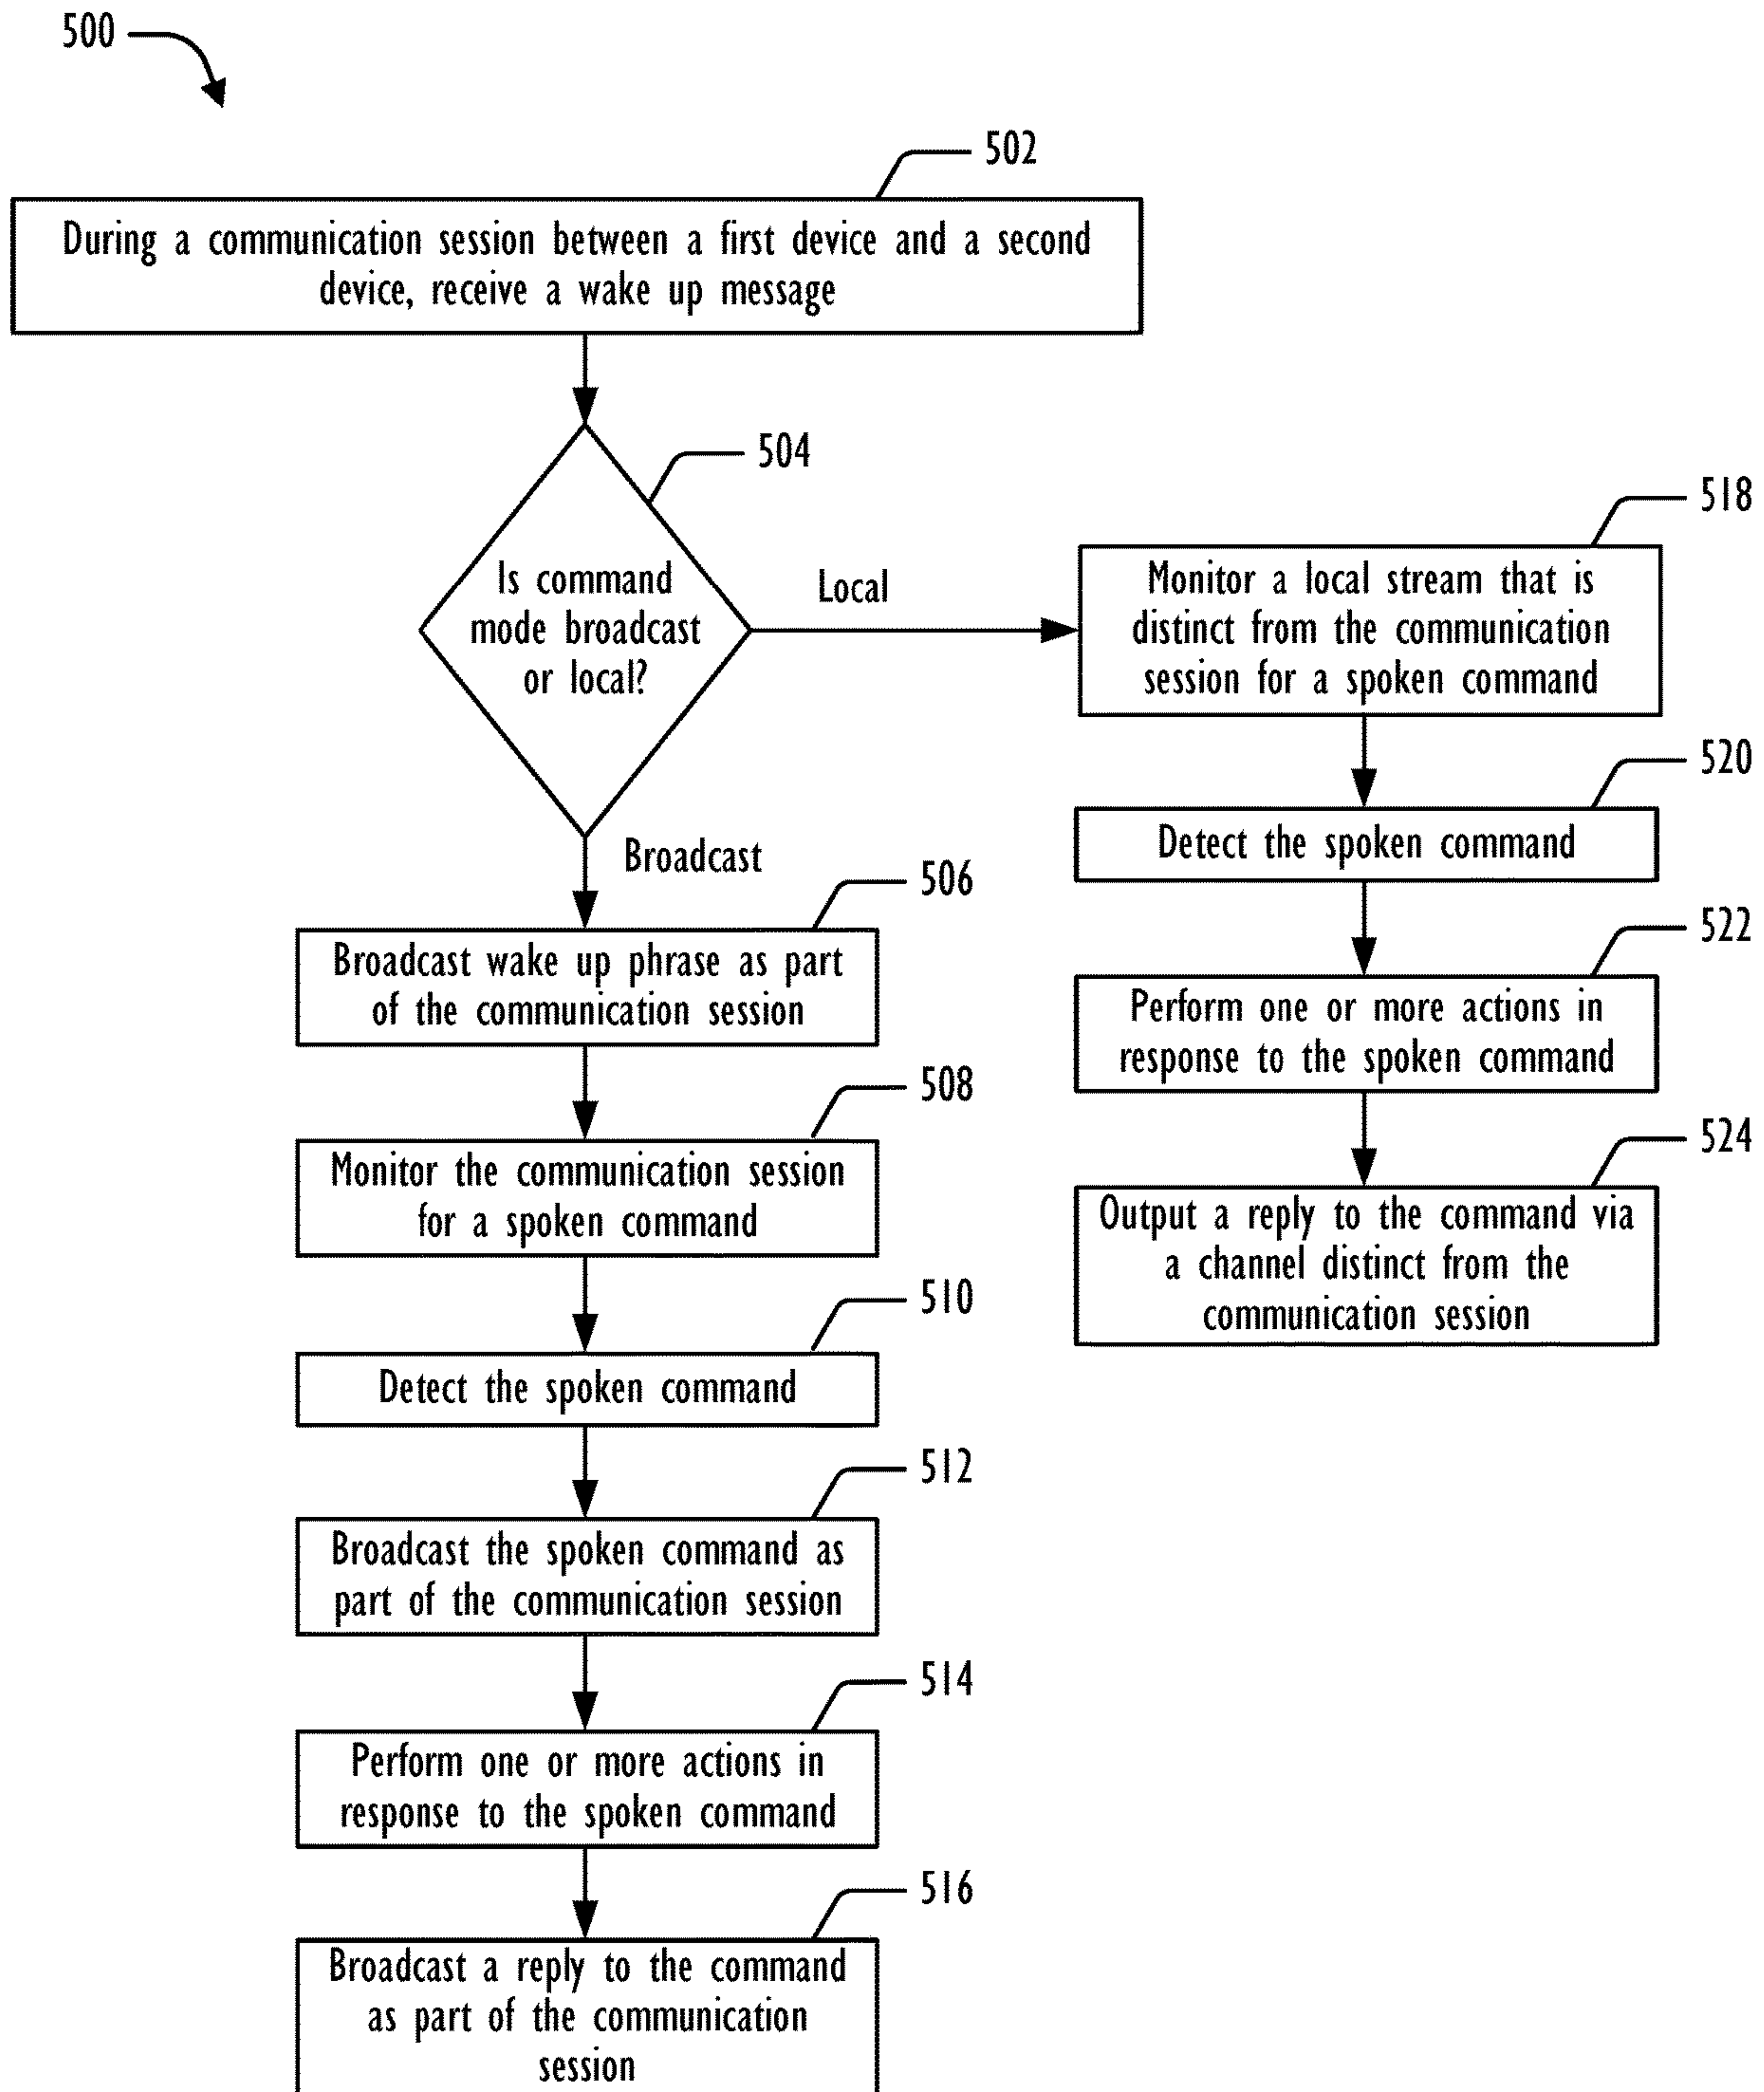 500
502
During a communication session between a first device and a second
device, receive a wake up message
504
Is command
mode broadcast
or local?
Local
Broadcast
506
Broadcast wake up phrase as part
of the communication session
508
Monitor the communication session
for a spoken command
510
Detect the spoken command
512
Broadcast the spoken command as
part of the communication session
514
Perform one or more actions in
response to the spoken command
516
Broadcast a reply to the command
as part of the communication
session
518
Monitor a local stream that is
distinct from the communication
session for a spoken command
520
Detect the spoken command
522
Perform one or more actions in
response to the spoken command
524
Output a reply to the command via
a channel distinct from the
communication session